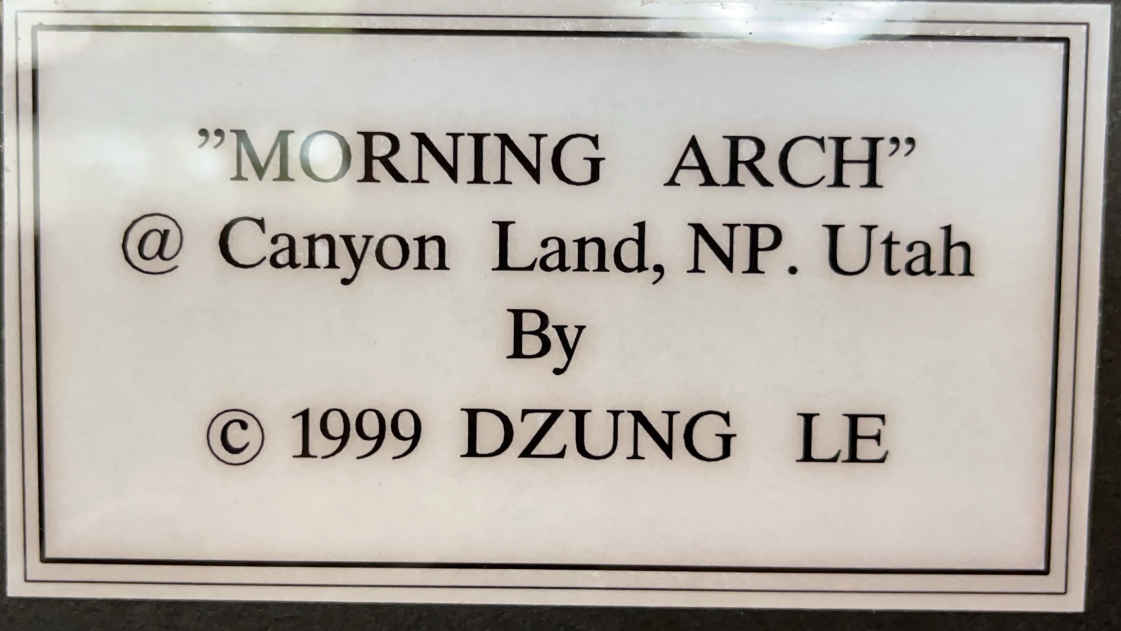 ”MORNING ARCH”
@ Canyon Land, NP. Utah
By
© 1999 DZUNG LE